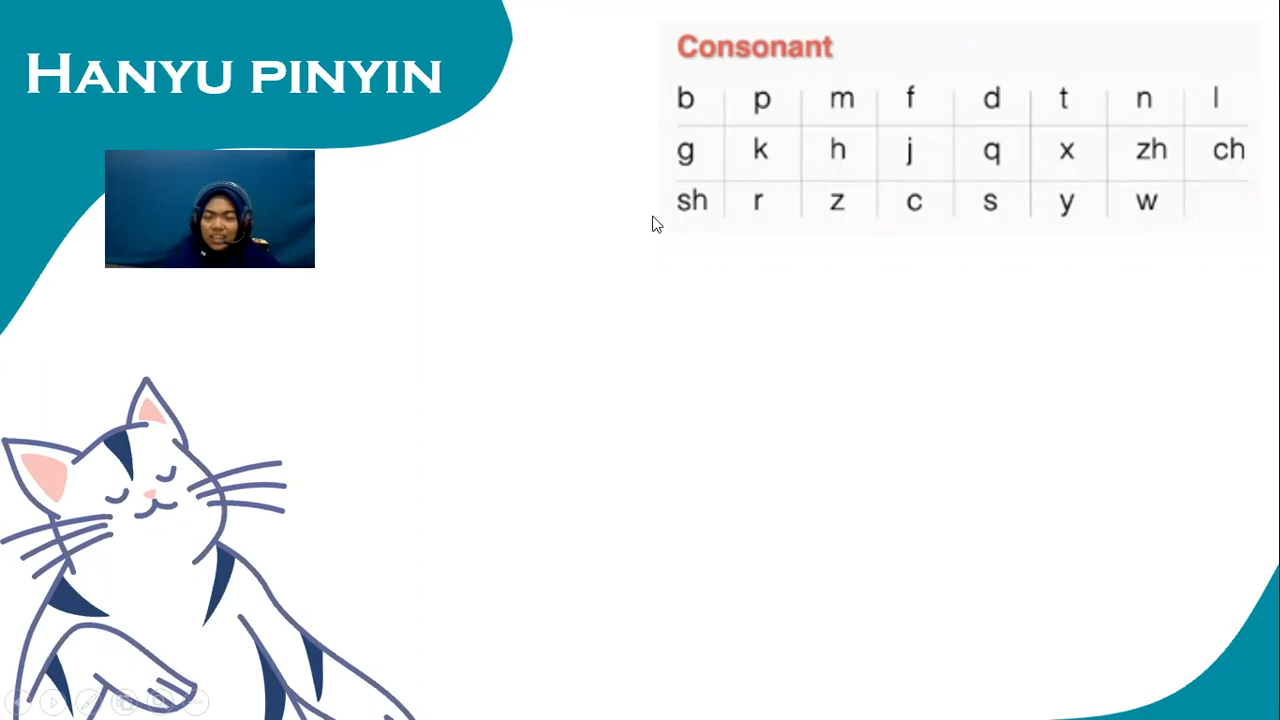 HANYU PINYIN
Consonant
b p m f d t n l
g k h j q x zh ch
sh r z c s y w